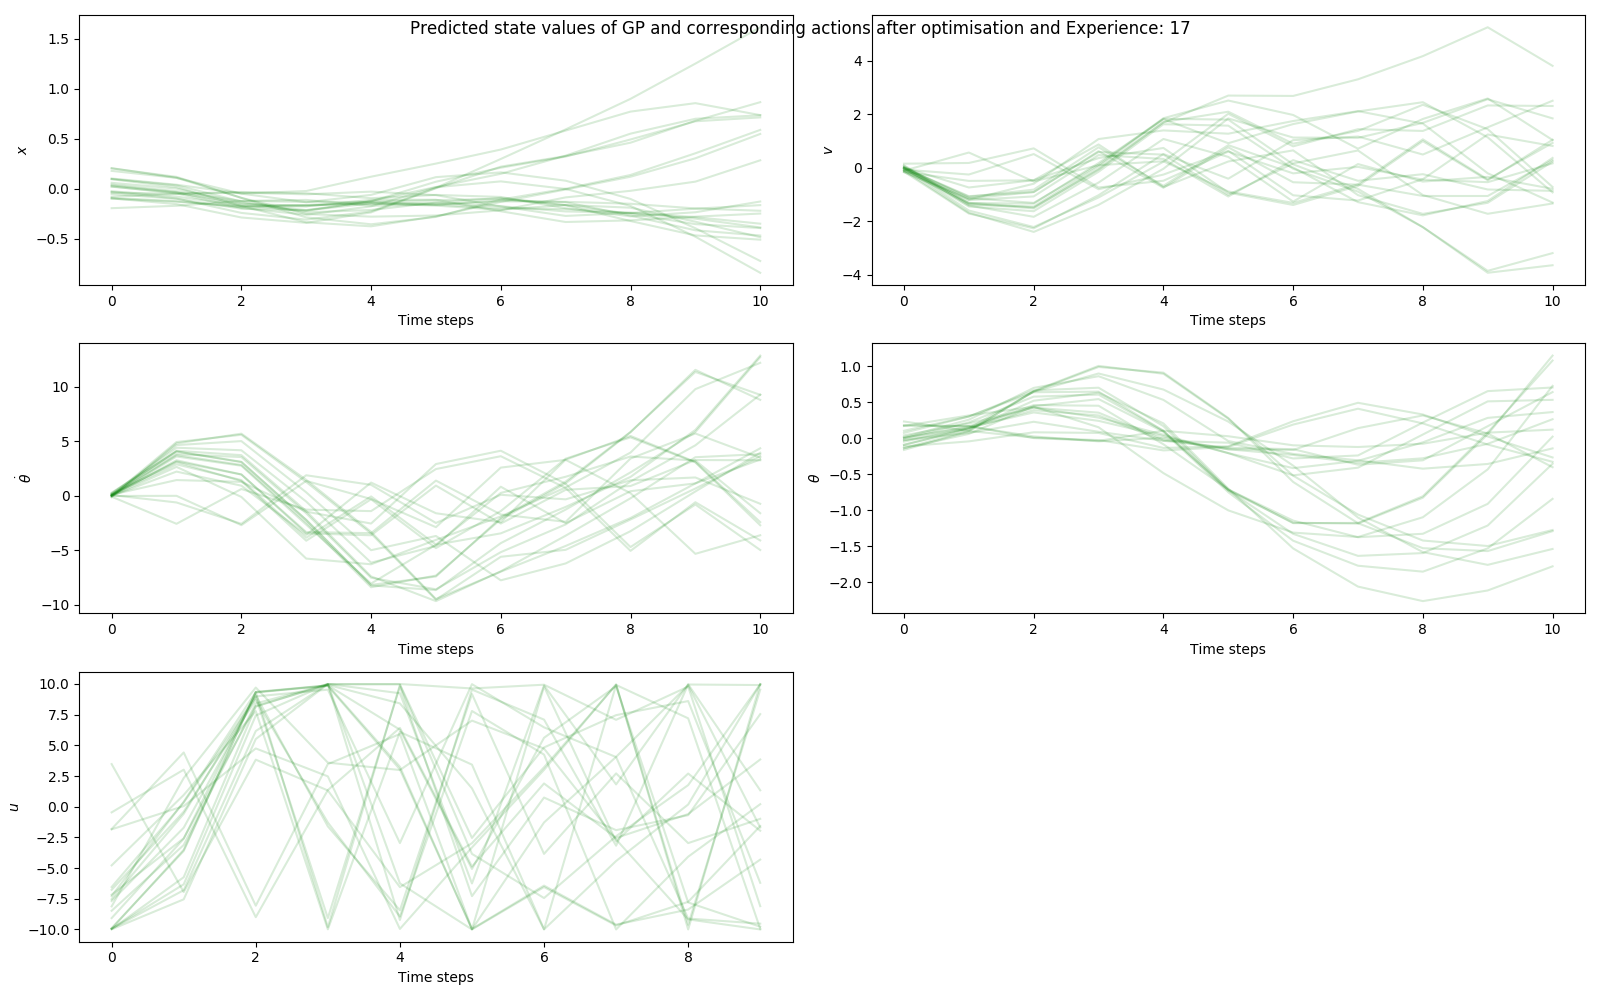 Predicted state values of GP and corresponding actions after optimisation and Experience: 17
1.5
1.0
0.5
0.0
−0.5
x
0 2 4 6 8 10
Time steps
4
2
0
−2
−4
v
0 2 4 6 8 10
Time steps
10
5
0
−5
−10
θ̇
0 2 4 6 8 10
Time steps
1.0
0.5
0.0
−0.5
−1.0
−1.5
−2.0
θ
0 2 4 6 8 10
Time steps
10.0
7.5
5.0
2.5
0.0
−2.5
−5.0
−7.5
−10.0
u
0 2 4 6 8
Time steps